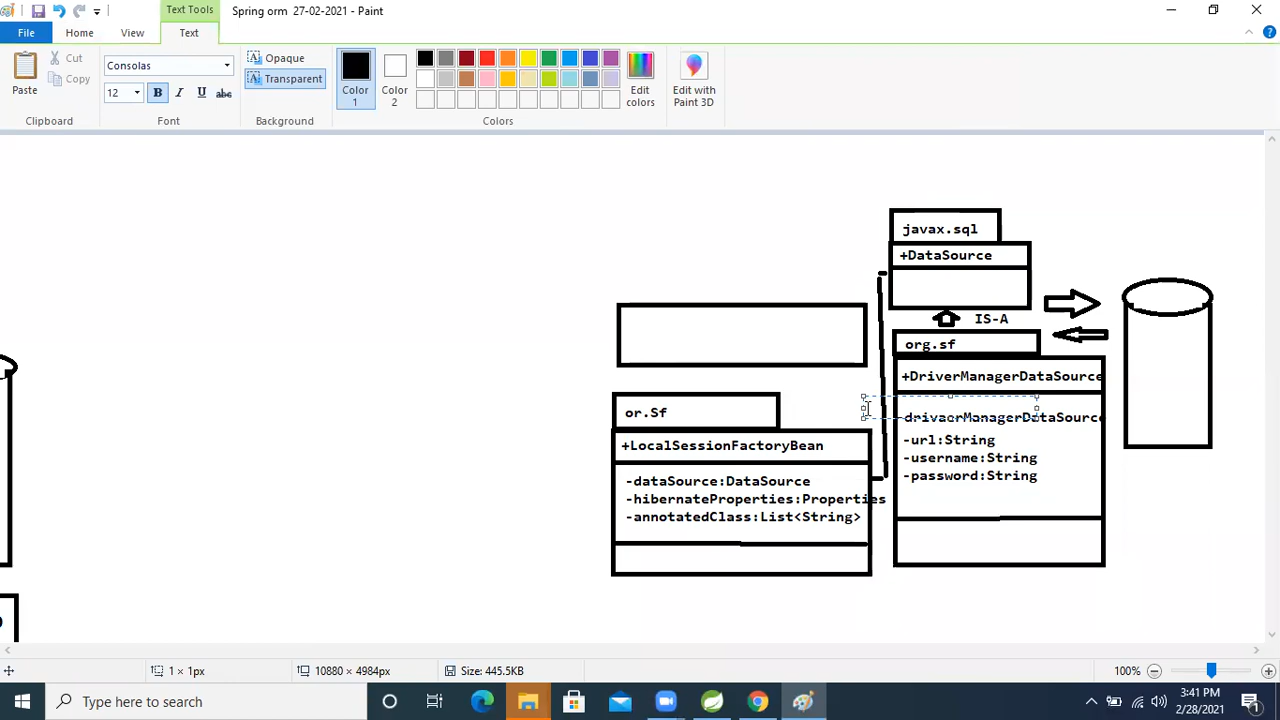 Text Tools
Spring orm 27-02-2021 - Paint
File
Home
View
Text
Paste
Cut
Copy
Clipboard
Consolas
12
B
I
U
abc
Font
Opaque
Transparent
Background
Color 1
Color 2
Edit colors
Colors
Edit with Paint 3D
javax.sql
+DataSource
IS-A
org.sf
+DriverManagerDataSource
drivaerManagerDataSource
-url:String
-username:String
-password:String
or.Sf
+LocalSessionFactoryBean
-dataSource:DataSource
-hibernateProperties:Properties
-annotatedClass:List<String>
1 × 1px
10880 × 4984px
Size: 445.5KB
100%
Type here to search
3:41 PM
2/28/2021
1